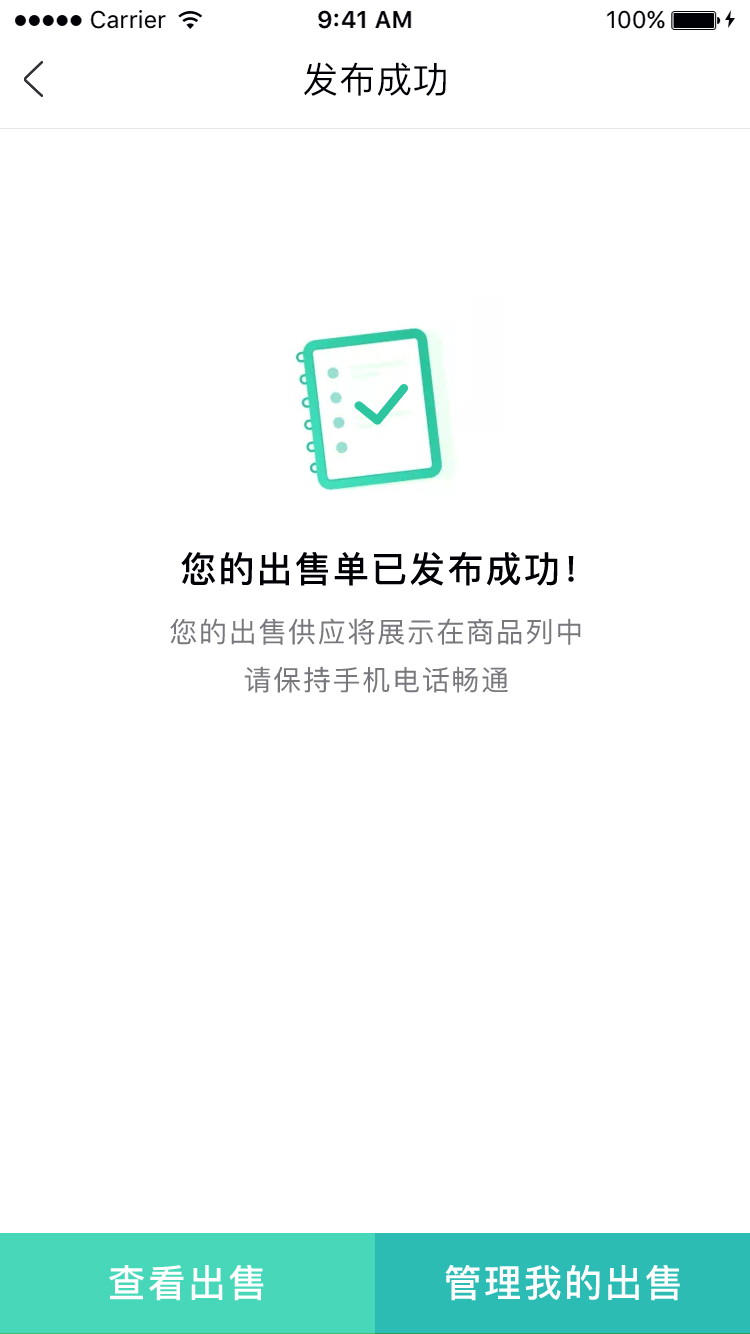 Carrier 9:41 AM 100%
发布成功
您的出售单已发布成功！
您的出售供应将展示在商品列中
请保持手机电话畅通
查看出售 管理我的出售